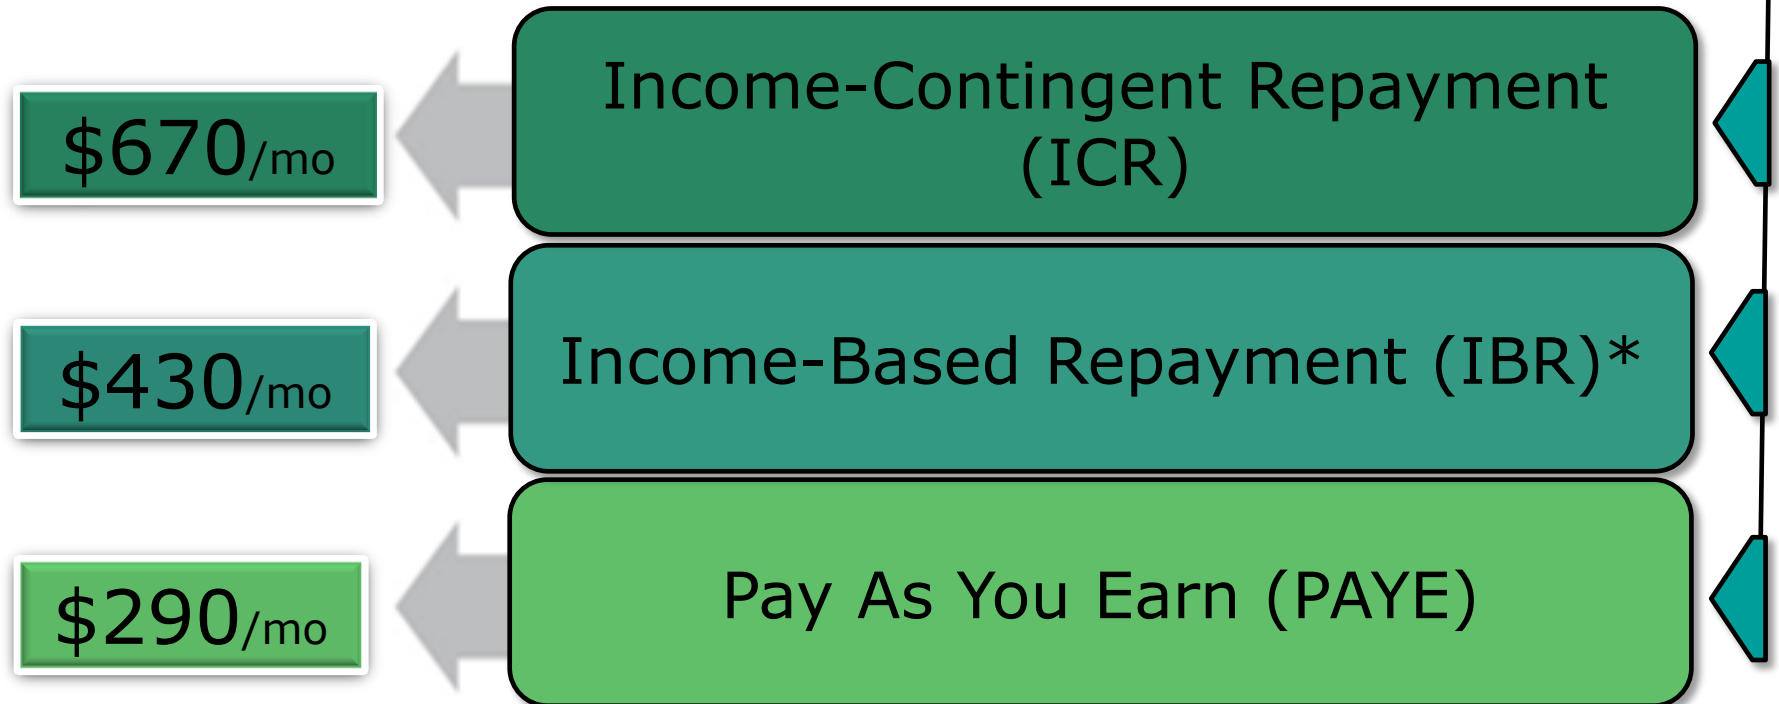 $670/mo
Income-Contingent Repayment
(ICR)
$430/mo
Income-Based Repayment (IBR)*
$290/mo
Pay As You Earn (PAYE)